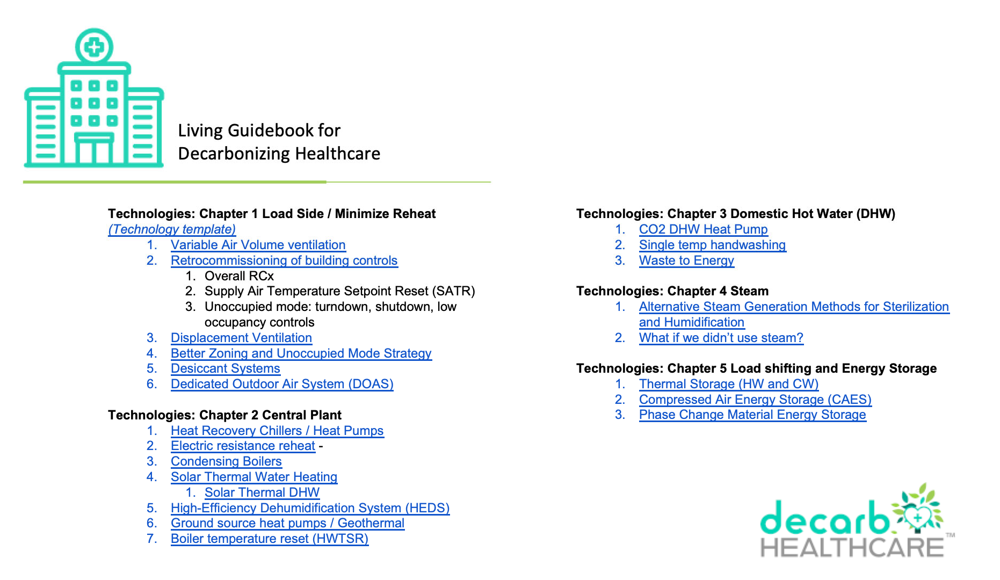 Living Guidebook for
Decarbonizing Healthcare
Technologies: Chapter 1 Load Side / Minimize Reheat
(Technology template)
1. Variable Air Volume ventilation
2. Retrocommissioning of building controls
1. Overall RCx
2. Supply Air Temperature Setpoint Reset (SATR)
3. Unoccupied mode: turndown, shutdown, low
occupancy controls
3. Displacement Ventilation
4. Better Zoning and Unoccupied Mode Strategy
5. Desiccant Systems
6. Dedicated Outdoor Air System (DOAS)
Technologies: Chapter 2 Central Plant
1. Heat Recovery Chillers / Heat Pumps
2. Electric resistance reheat -
3. Condensing Boilers
4. Solar Thermal Water Heating
1. Solar Thermal DHW
5. High-Efficiency Dehumidification System (HEDS)
6. Ground source heat pumps / Geothermal
7. Boiler temperature reset (HWTSR)
Technologies: Chapter 3 Domestic Hot Water (DHW)
1. CO2 DHW Heat Pump
2. Single temp handwashing
3. Waste to Energy
Technologies: Chapter 4 Steam
1. Alternative Steam Generation Methods for Sterilization
and Humidification
2. What if we didn’t use steam?
Technologies: Chapter 5 Load shifting and Energy Storage
1. Thermal Storage (HW and CW)
2. Compressed Air Energy Storage (CAES)
3. Phase Change Material Energy Storage
decarb
HEALTHCARE™